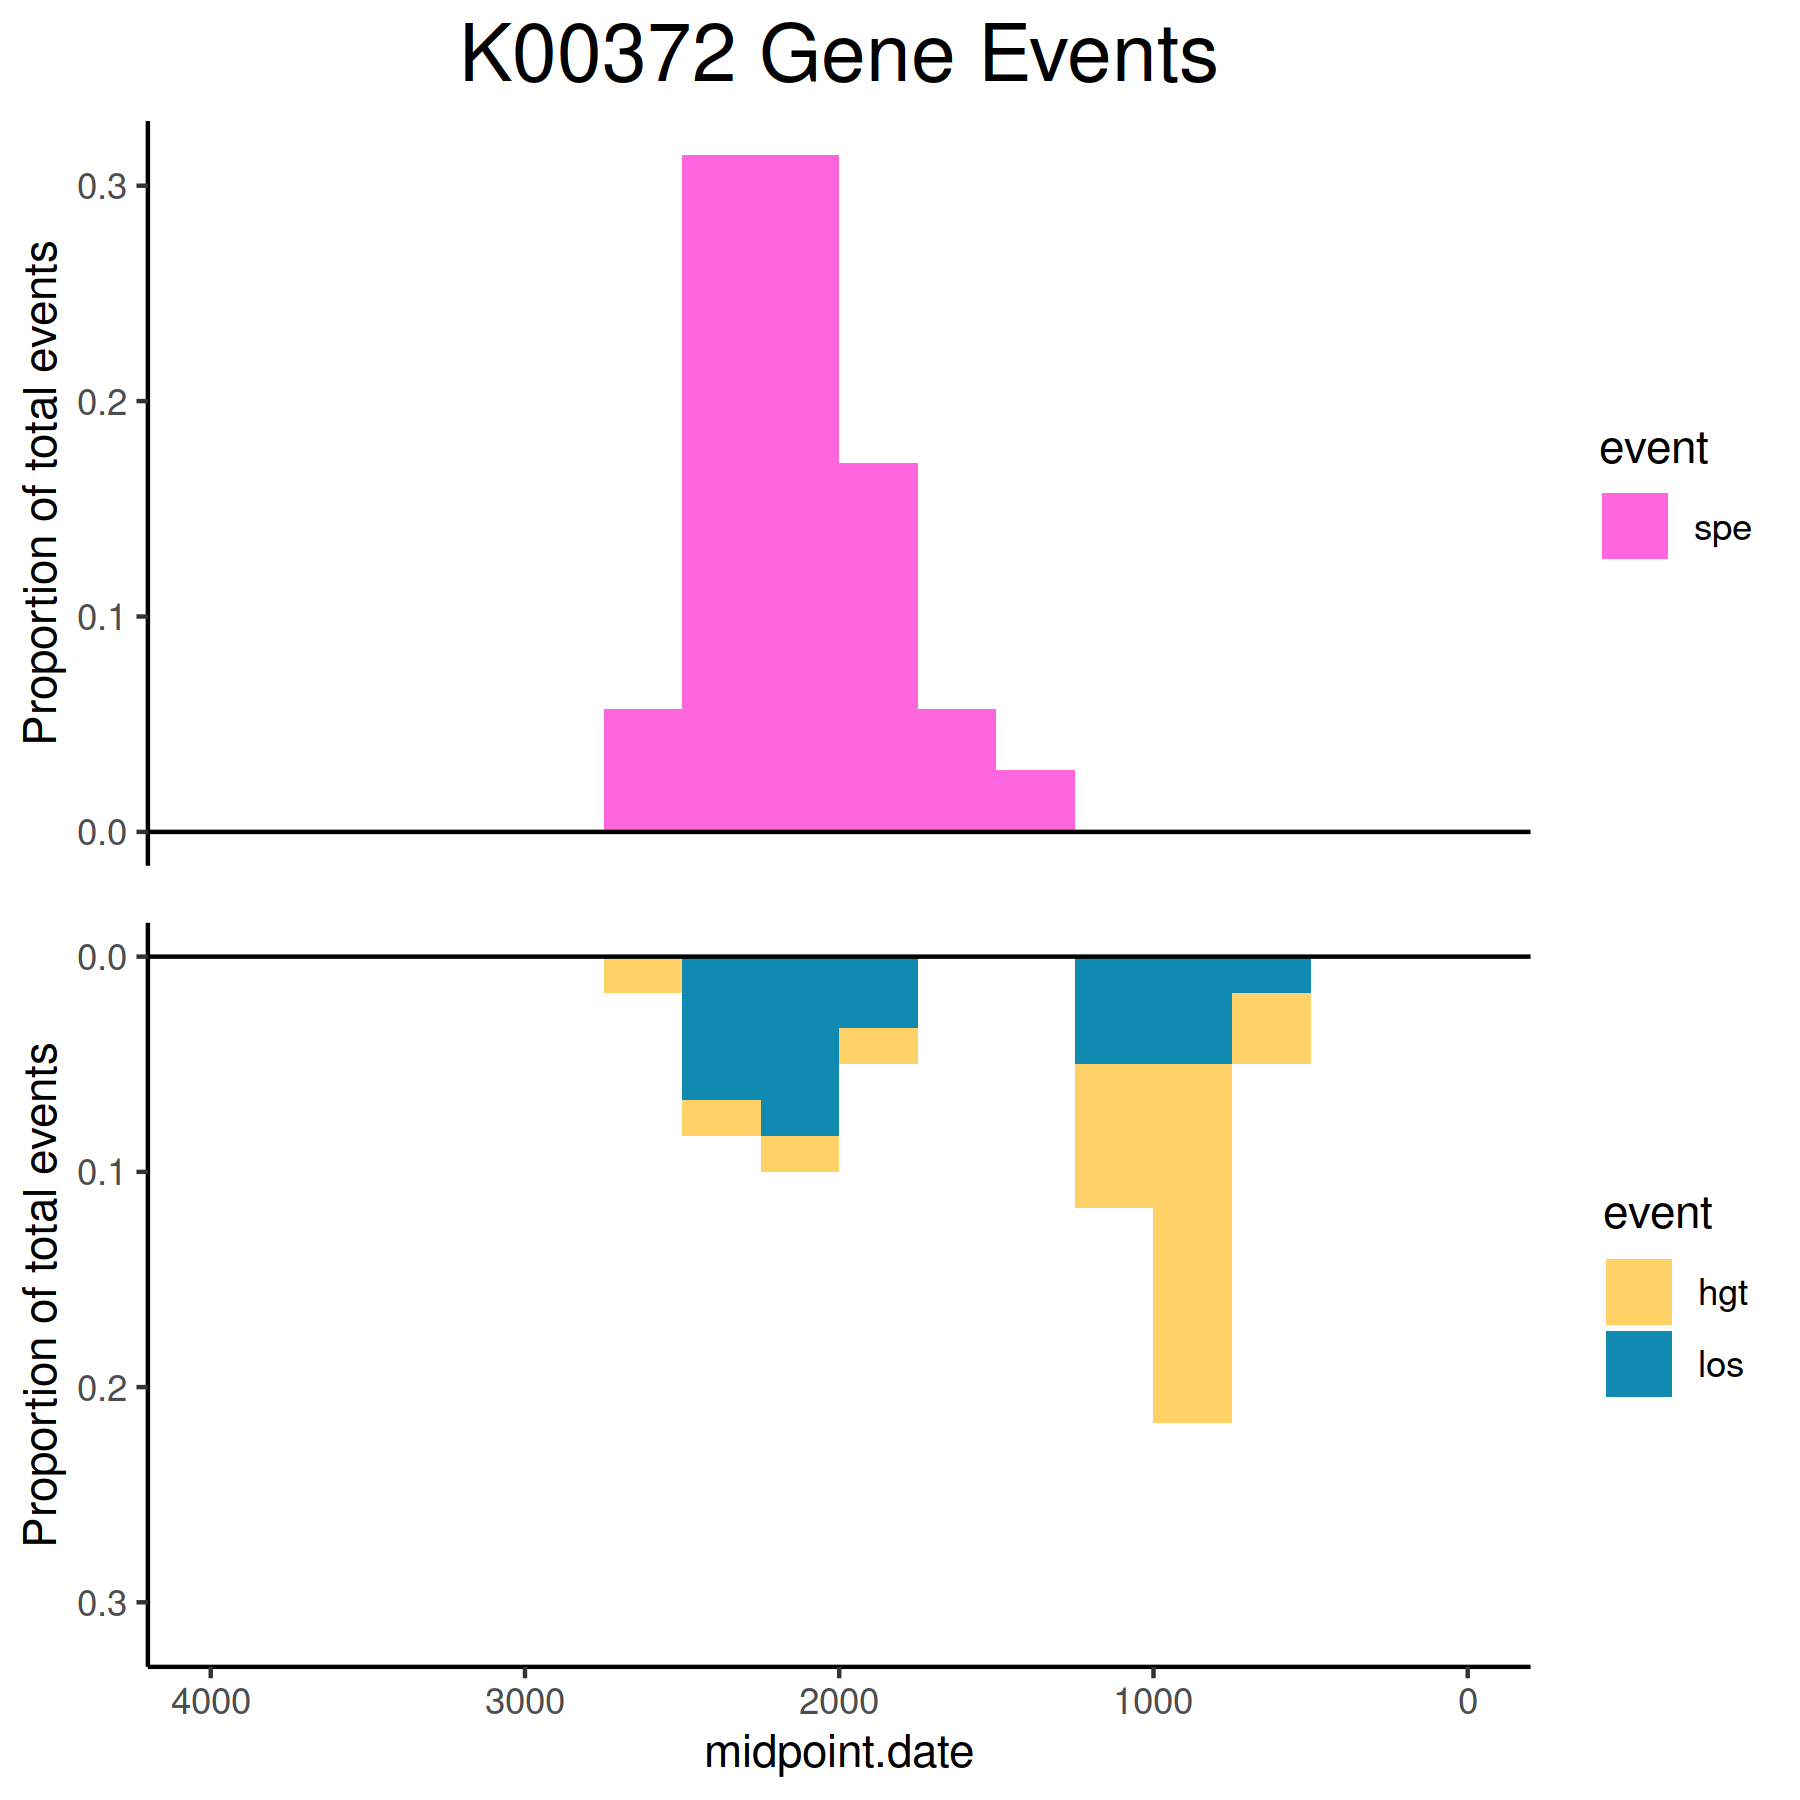 K00372 Gene Events
Proportion of total events
0.3
0.2
0.1
0.0
event
spe
Proportion of total events
0.0
0.1
0.2
0.3
event
hgt
los
4000 3000 2000 1000 0
midpoint.date